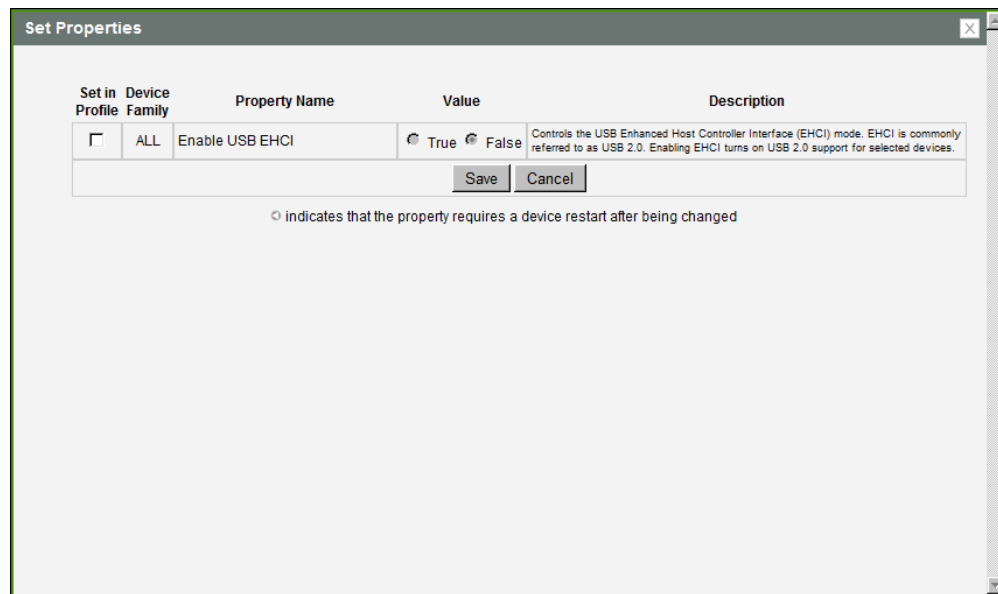 Set Properties
X
Set in Profile Device Family Property Name Value Description
ALL Enable USB EHCI True False Controls the USB Enhanced Host Controller Interface (EHCI) mode. EHCI is commonly
referred to as USB 2.0. Enabling EHCI turns on USB 2.0 support for selected devices.
Save Cancel
indicates that the property requires a device restart after being changed